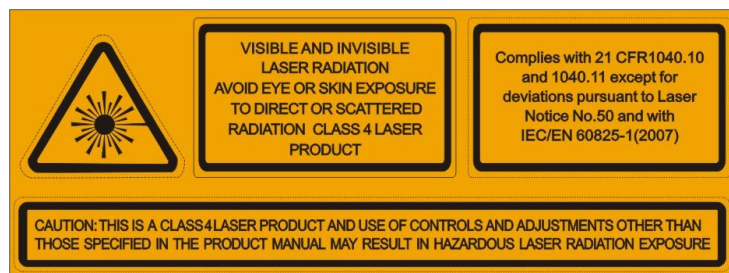 VISIBLE AND INVISIBLE
LASER RADIATION
AVOID EYE OR SKIN EXPOSURE
TO DIRECT OR SCATTERED
RADIATION CLASS 4 LASER
PRODUCT
Complies with 21 CFR1040.10
and 1040.11 except for
deviations pursuant to Laser
Notice No.50 and with
IEC/EN 60825-1(2007)
CAUTION: THIS IS A CLASS4LASER PRODUCT AND USE OF CONTROLS AND ADJUSTMENTS OTHER THAN
THOSE SPECIFIED IN THE PRODUCT MANUAL MAY RESULT IN HAZARDOUS LASER RADIATION EXPOSURE